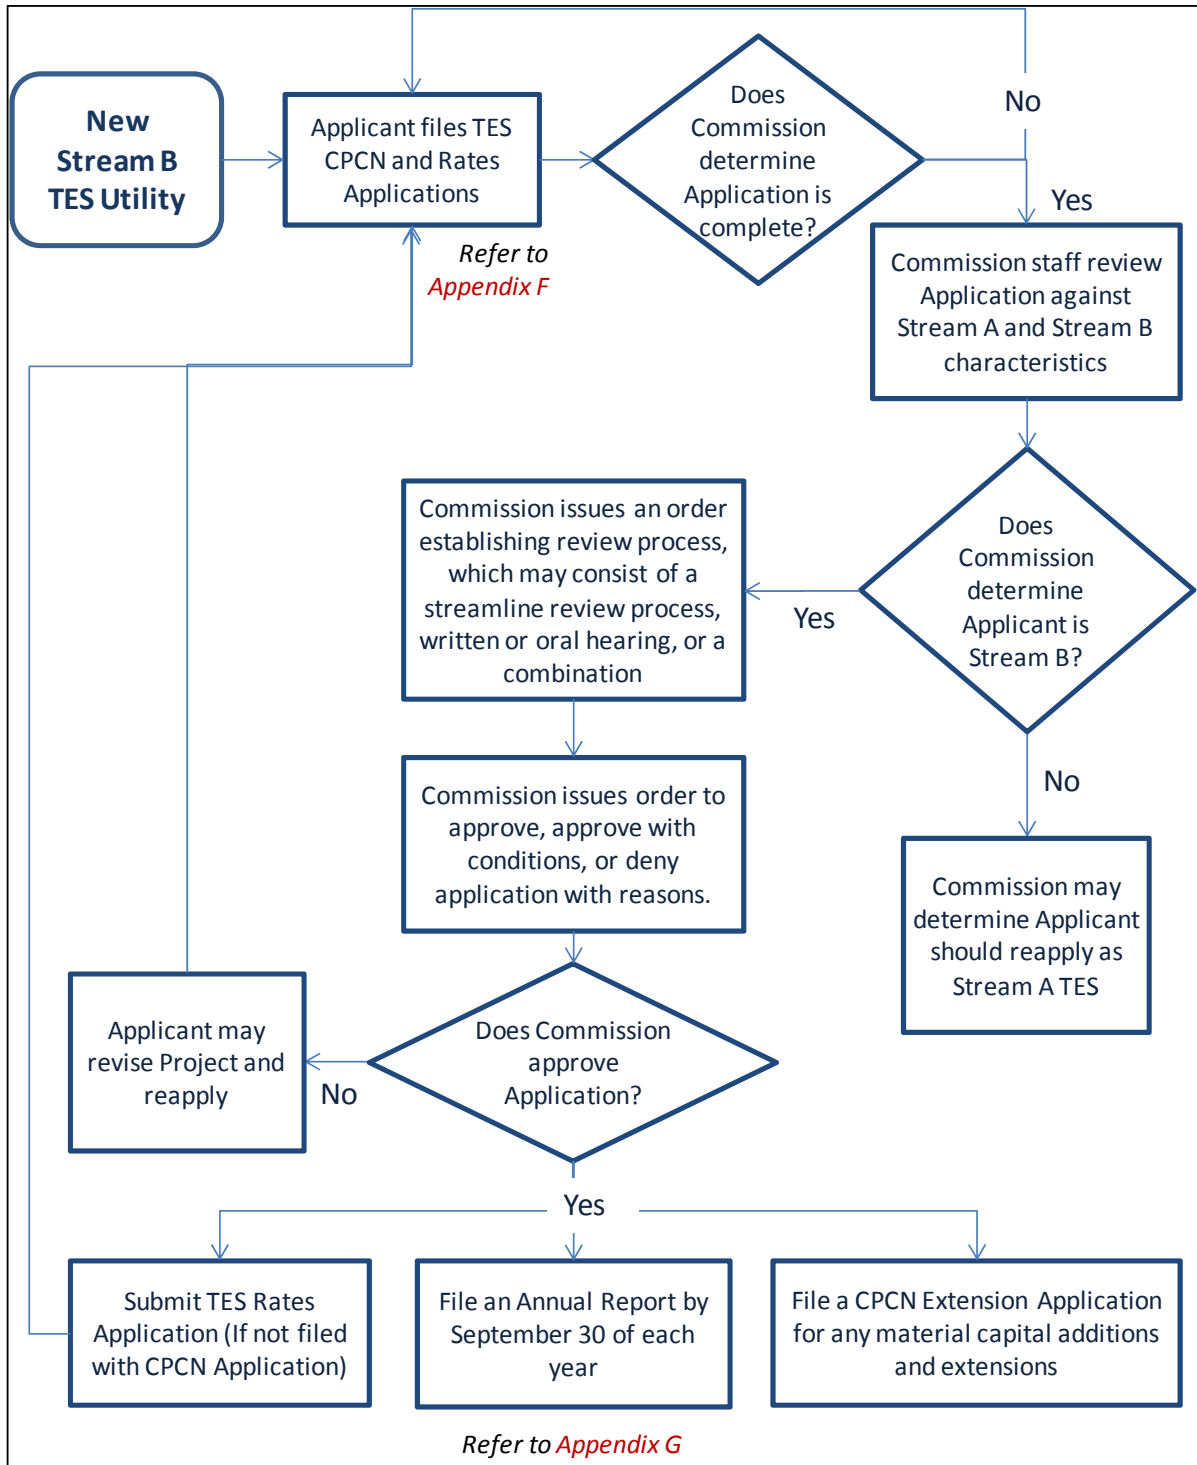 New
Stream B
TES Utility
Applicant files TES
CPCN and Rates
Applications
Refer to
Appendix F
Does
Commission
determine
Application is
complete?
No
Yes
Commission staff review
Application against
Stream A and Stream B
characteristics
Does
Commission
determine
Applicant is
Stream B?
Yes
No
Commission issues an order
establishing review process,
which may consist of a
streamline review process,
written or oral hearing, or a
combination
Commission issues order to
approve, approve with
conditions, or deny
application with reasons.
Commission may
determine Applicant
should reapply as
Stream A TES
Does Commission
approve
Application?
No
Applicant may
revise Project and
reapply
Yes
Submit TES Rates
Application (If not filed
with CPCN Application)
File an Annual Report by
September 30 of each
year
File a CPCN Extension Application
for any material capital additions
and extensions
Refer to Appendix G